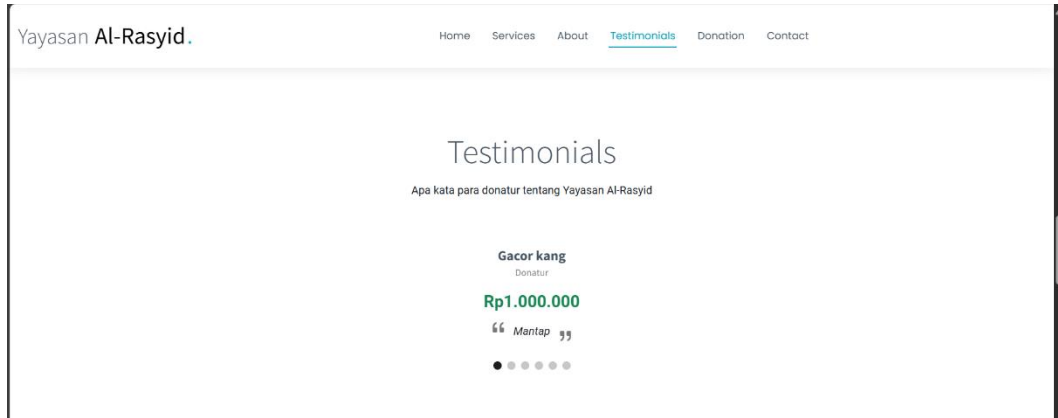 Yayasan Al-Rasyid.
Home Services About Testimonials Donation Contact
Testimonials
Apa kata para donatur tentang Yayasan Al-Rasyid
Gacor kang
Donatur
Rp1.000.000
“ Mantap ”